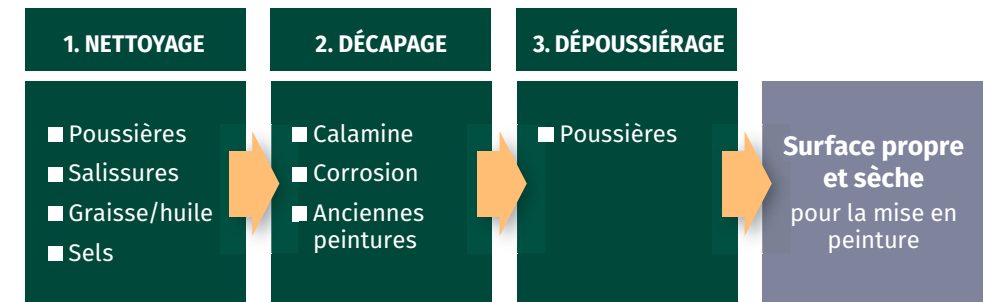 1. NETTOYAGE
Poussières
Salissures
Graisse/huile
Sels
2. DÉCAPAGE
Calamine
Corrosion
Anciennes
peintures
3. DÉPOUSSIÉRAGE
Poussières
Surface propre
et sèche
pour la mise en
peinture